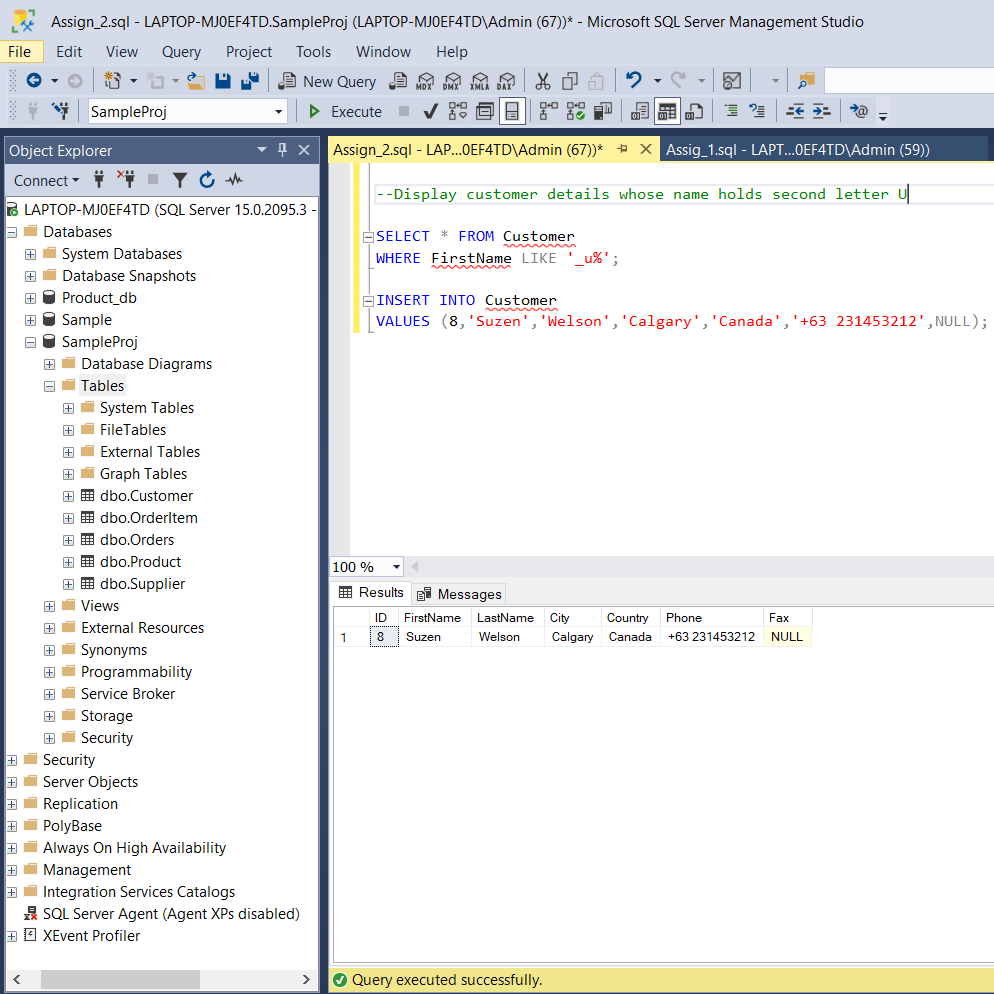 Assign_2.sql - LAPTOP-MJ0EF4TD.SampleProj (LAPTOP-MJ0EF4TD\Admin (67))* - Microsoft SQL Server Management Studio
File Edit View Query Project Tools Window Help
New Query MDX DMX XMLA DAX
SampleProj Execute
Object Explorer
Connect
LAPTOP-MJ0EF4TD (SQL Server 15.0.2095.3 -
Databases
System Databases
Database Snapshots
Product_db
Sample
SampleProj
Database Diagrams
Tables
System Tables
FileTables
External Tables
Graph Tables
dbo.Customer
dbo.OrderItem
dbo.Orders
dbo.Product
dbo.Supplier
Views
External Resources
Synonyms
Programmability
Service Broker
Storage
Security
Security
Server Objects
Replication
PolyBase
Always On High Availability
Management
Integration Services Catalogs
SQL Server Agent (Agent XPs disabled)
XEvent Profiler
Assign_2.sql - LAP...0EF4TD\Admin (67))* Assig_1.sql - LAPT...0EF4TD\Admin (59))
--Display customer details whose name holds second letter U
SELECT * FROM Customer
WHERE FirstName LIKE '_u%';
INSERT INTO Customer
VALUES (8,'Suzen','Welson','Calgary','Canada','+63 231453212',NULL);
100 %
Results Messages
ID FirstName LastName City Country Phone Fax
1 8 Suzen Welson Calgary Canada +63 231453212 NULL
Query executed successfully.